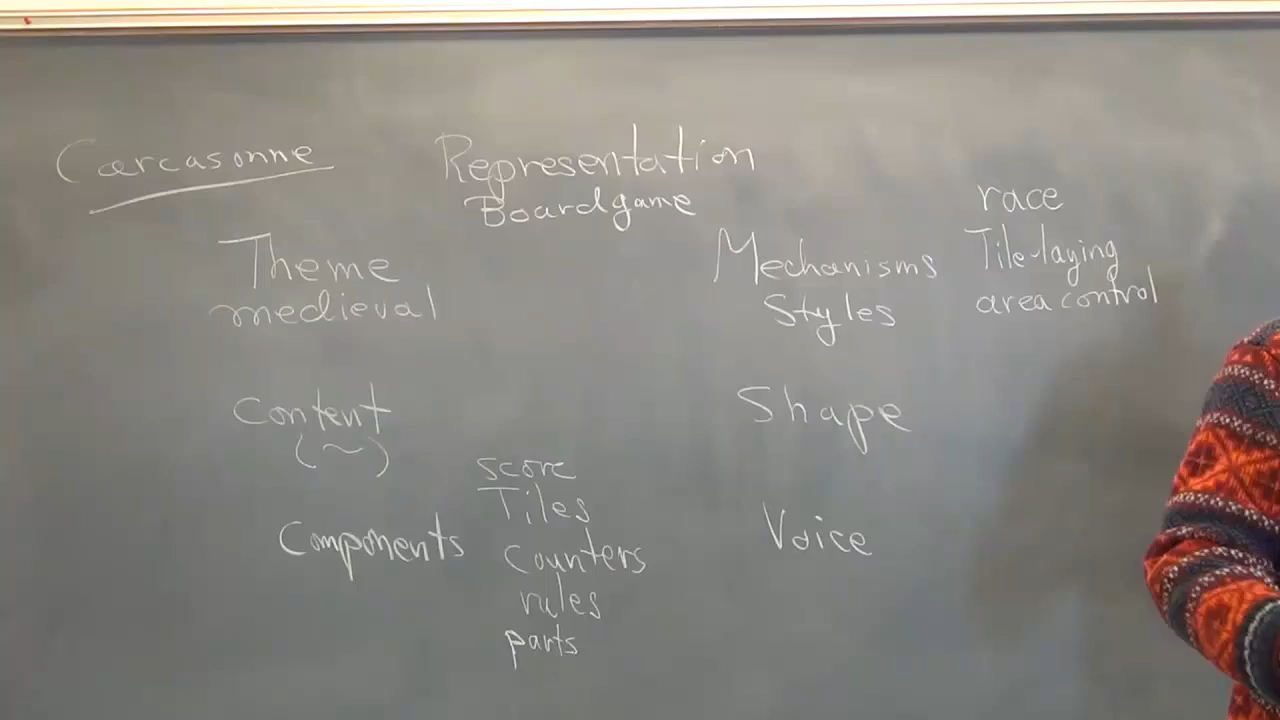 Carcasonne
Representation
Boardgame
Theme
medieval
Mechanisms
Styles
race
Tile-laying
area control
Content
(~)
Shape
Components
score
Tiles
Counters
rules
parts
Voice